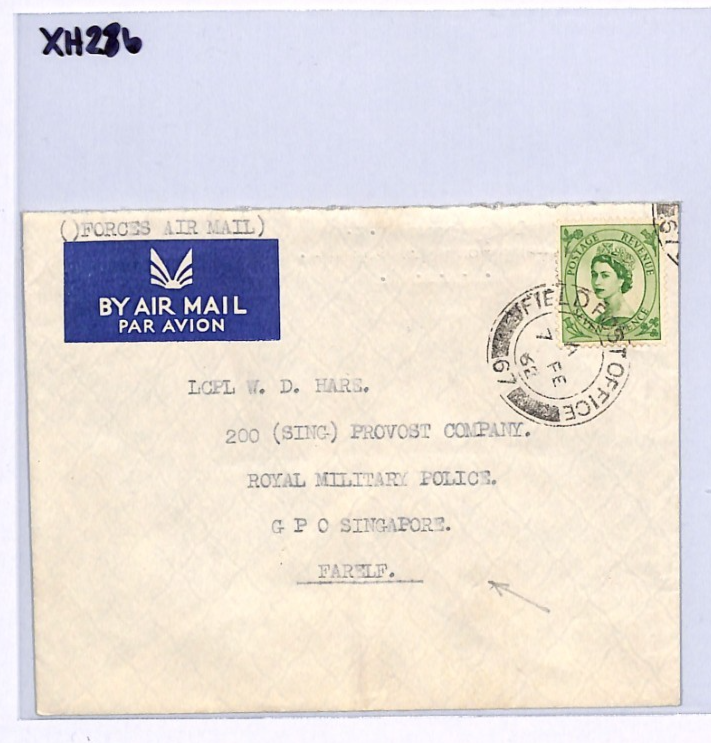 XH286
()FORCES AIR MAIL)
BY AIR MAIL
PAR AVION
POSTAGE REVENUE
FIELD POST OFFICE
7 FE
62
LCPL W. D. HARE.
200 (SING) PROVOST COMPANY.
ROYAL MILITARY POLICE.
G P O SINGAPORE.
FARELF.